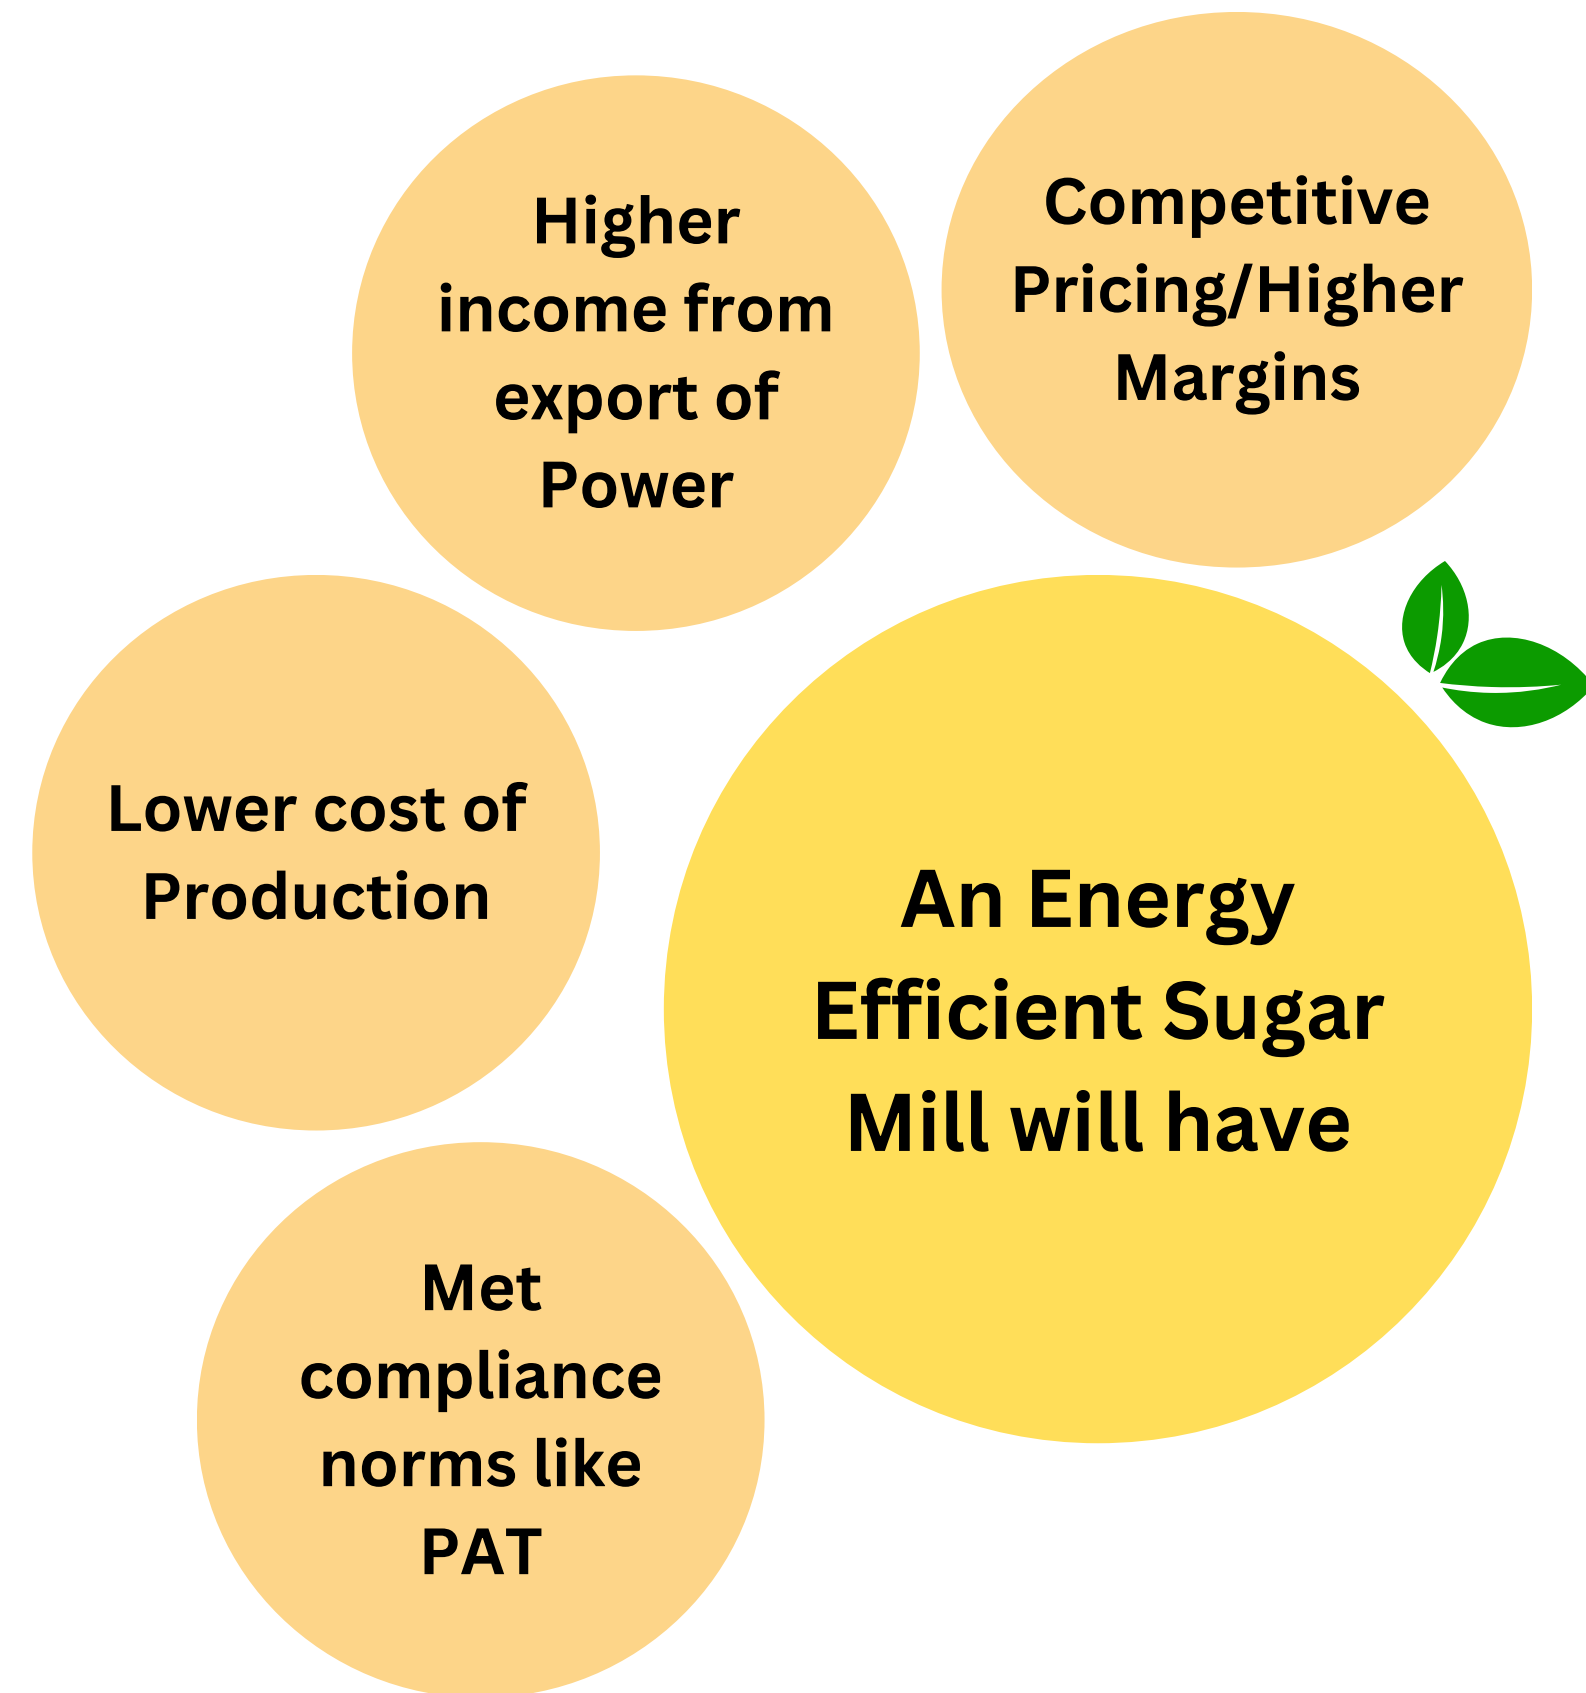 Higher
income from
export of
Power
Competitive
Pricing/Higher
Margins
Lower cost of
Production
An Energy
Efficient Sugar
Mill will have
Met
compliance
norms like
PAT